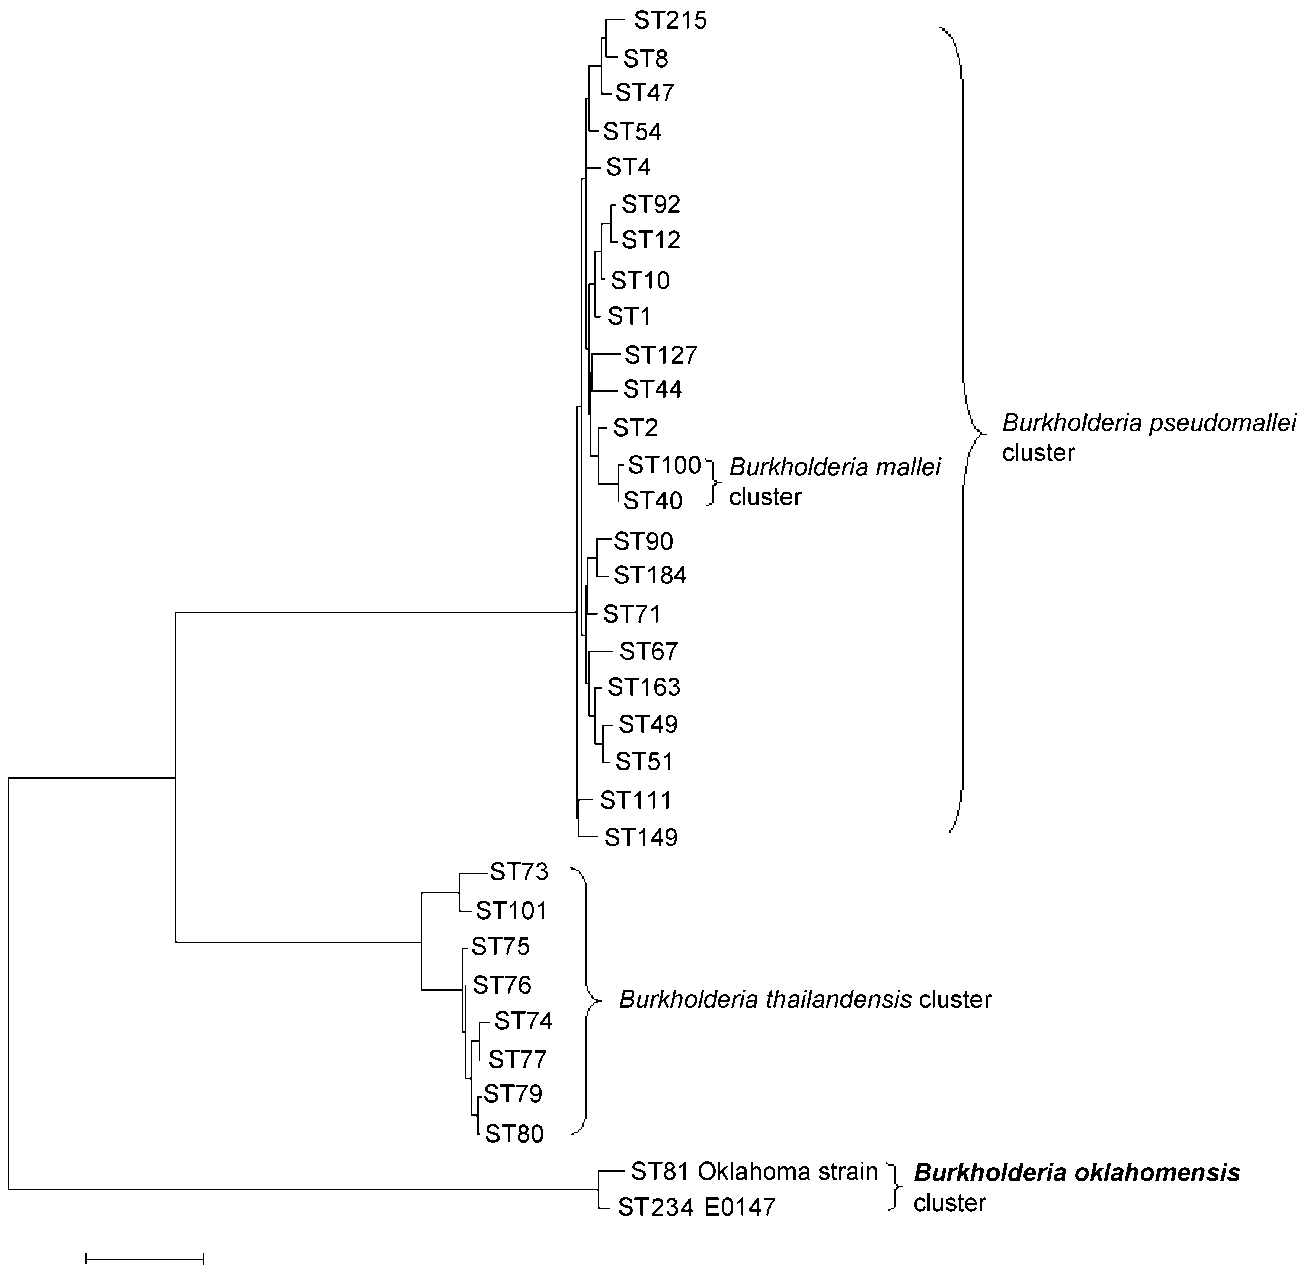 ST215
ST8
ST47
ST54
ST4
ST92
ST12
ST10
ST1
ST127
ST44
Burkholderia pseudomallei
cluster
ST2
ST100
ST40
Burkholderia mallei
cluster
ST90
ST184
ST71
ST67
ST163
ST49
ST51
ST111
ST149
ST73
ST101
ST75
ST76
Burkholderia thailandensis cluster
ST74
ST77
ST79
ST80
ST81 Oklahoma strain
ST234 E0147
Burkholderia oklahomensis
cluster